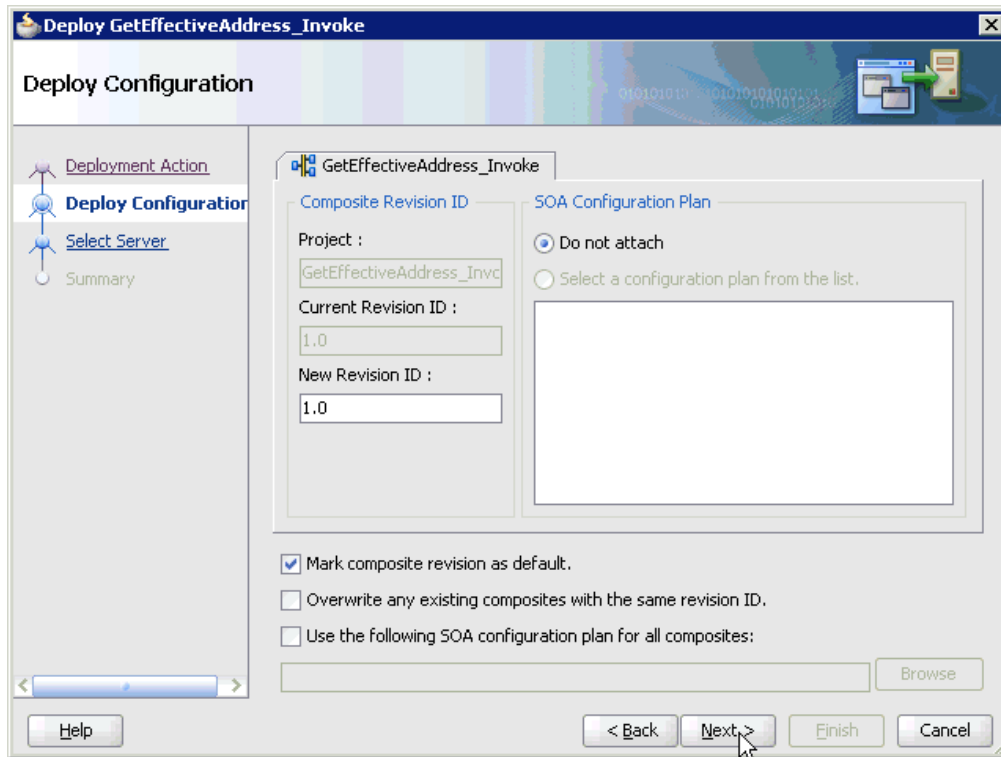 Deploy GetEffectiveAddress_Invoke
Deploy Configuration
Deployment Action
Deploy Configuration
Select Server
Summary
GetEffectiveAddress_Invoke
Composite Revision ID
Project :
GetEffectiveAddress_Invc
Current Revision ID :
1.0
New Revision ID :
1.0
SOA Configuration Plan
Do not attach
Select a configuration plan from the list.
Mark composite revision as default.
Overwrite any existing composites with the same revision ID.
Use the following SOA configuration plan for all composites:
Browse
Help
< Back
Next >
Finish
Cancel